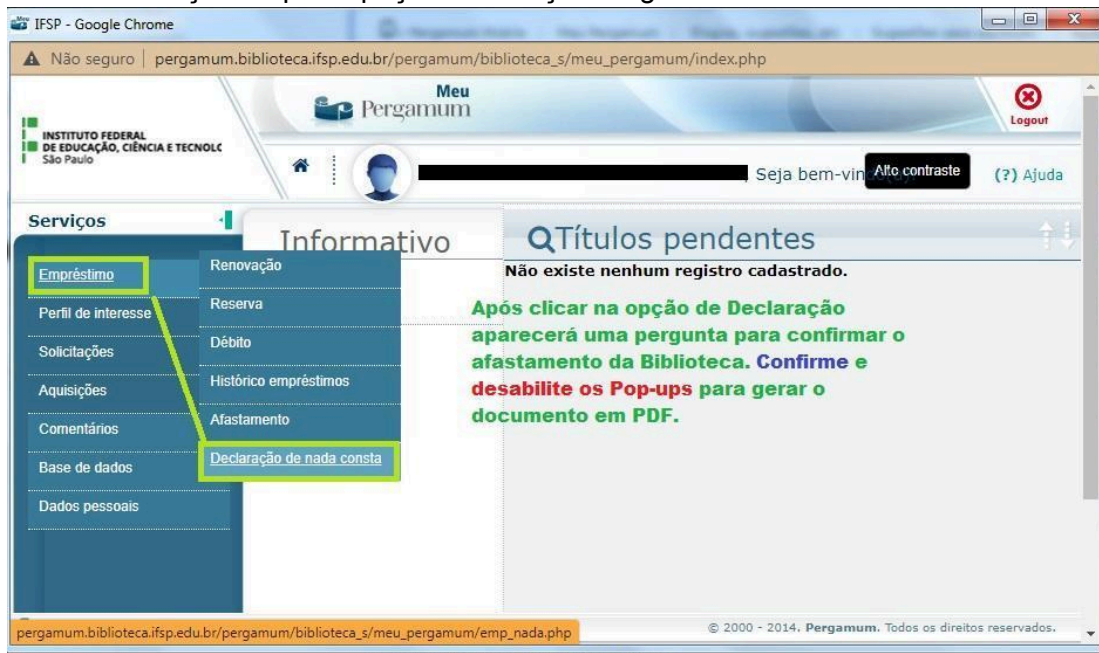 IFSP - Google Chrome
Não seguro | pergamum.biblioteca.ifsp.edu.br/pergamum/biblioteca_s/meu_pergamum/index.php
Meu
Pergamum
Logout
INSTITUTO FEDERAL
DE EDUCAÇÃO, CIÊNCIA E TECNOLC
São Paulo
, Seja bem-vin
Alto contraste
(?) Ajuda
Serviços
Informativo
Títulos pendentes
Não existe nenhum registro cadastrado.
Empréstimo
Perfil de interesse
Solicitações
Aquisições
Comentários
Base de dados
Dados pessoais
Renovação
Reserva
Débito
Histórico empréstimos
Afastamento
Declaração de nada consta
Após clicar na opção de Declaração
aparecerá uma pergunta para confirmar o
afastamento da Biblioteca. Confirme e
desabilite os Pop-ups para gerar o
documento em PDF.
pergamum.biblioteca.ifsp.edu.br/pergamum/biblioteca_s/meu_pergamum/emp_nada.php
© 2000 - 2014. Pergamum. Todos os direitos reservados.